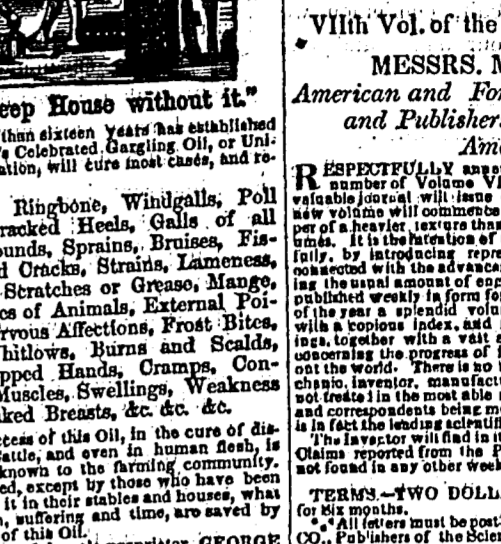 eep House without it."
than sixteen years has established
's Celebrated Gargling Oil, or Uni-
ation, will cure most cases, and re-
Ringbone, Windgalls, Poll
racked Heels, Galls of all
ounds, Sprains, Bruises, Fis-
d Cracks, Strains, Lameness,
Scratches or Grease, Mange,
es of Animals, External Poi-
rvous Affections, Frost Bites,
hitlows, Burns and Scalds,
pped Hands, Cramps, Con-
Muscles, Swellings, Weakness
aked Breasts, &c. &c. &c.
ccess of this Oil, in the cure of dis-
attle, and even in human flesh, is
known to the farming community.
ed, except by those who have been
it in their stables and houses, what
n, suffering and time, are saved by
of this Oil.
proprietor, GEORGE
VIIth Vol. of the
MESSRS. M
American and For
and Publisher
Ame
RESPECTFULLY anno
number of Volume VI
valuable journal will issue
new volume will commence
per of a heavier texture than
umes. It is the intention of
fully, by introducing repre
connected with the advance
ing the usual amount of eng
published weekly in form fo
of the year a splendid volu
with a copious index, and
ings, together with a vast a
concerning the progress of
out the world. There is no
chanic, inventor, manufact
not treated in the most able
and correspondents being m
is in fact the leading scientif
The Inventor will find in it
Claims reported from the P
not found in any other week
TERMS.—TWO DOLL
for Six months.
*** All letters must be post
CO., Publishers of the Scien